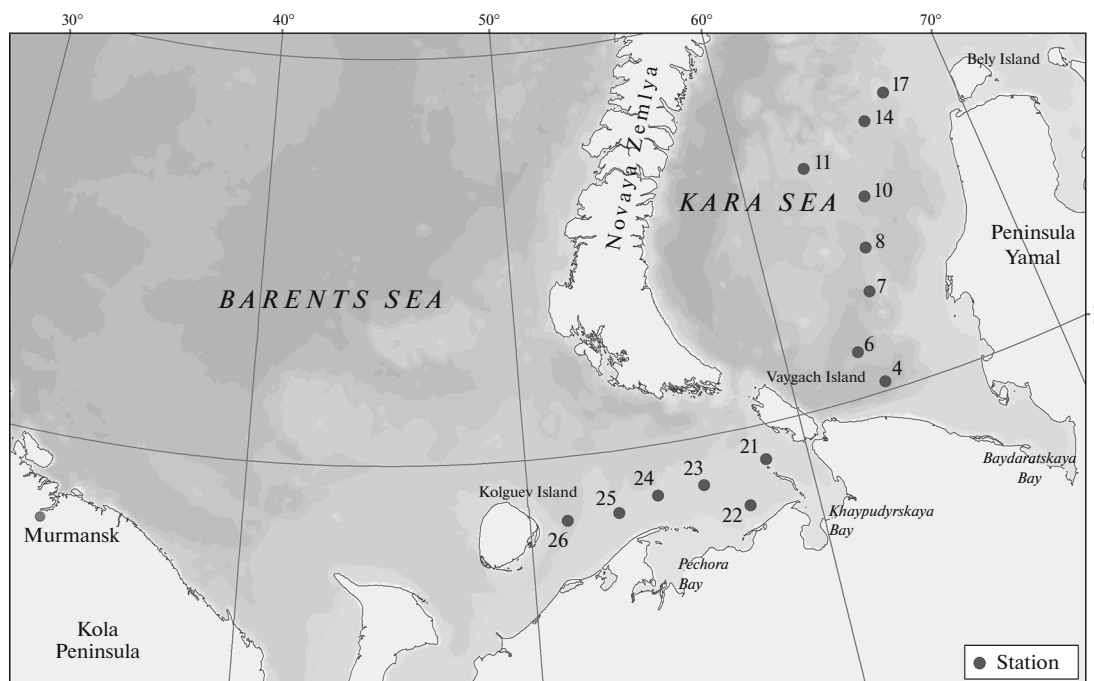 30°
40°
50°
60°
70°
Bely Island
17
14
11
10
8
7
6
4
Novaya Zemlya
KARA SEA
Peninsula
Yamal
BARENTS SEA
Vaygach Island
21
23
24
25
22
26
Kolguev Island
Baydaratskaya
Bay
Khaypudyrskaya
Bay
Pechora
Bay
Murmansk
Kola
Peninsula
Station